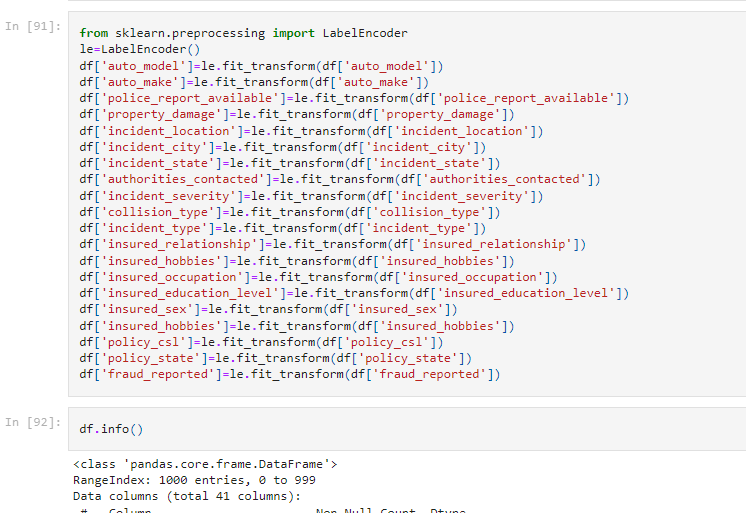 In [91]:
from sklearn.preprocessing import LabelEncoder
le=LabelEncoder()
df['auto_model']=le.fit_transform(df['auto_model'])
df['auto_make']=le.fit_transform(df['auto_make'])
df['police_report_available']=le.fit_transform(df['police_report_available'])
df['property_damage']=le.fit_transform(df['property_damage'])
df['incident_location']=le.fit_transform(df['incident_location'])
df['incident_city']=le.fit_transform(df['incident_city'])
df['incident_state']=le.fit_transform(df['incident_state'])
df['authorities_contacted']=le.fit_transform(df['authorities_contacted'])
df['incident_severity']=le.fit_transform(df['incident_severity'])
df['collision_type']=le.fit_transform(df['collision_type'])
df['incident_type']=le.fit_transform(df['incident_type'])
df['insured_relationship']=le.fit_transform(df['insured_relationship'])
df['insured_hobbies']=le.fit_transform(df['insured_hobbies'])
df['insured_occupation']=le.fit_transform(df['insured_occupation'])
df['insured_education_level']=le.fit_transform(df['insured_education_level'])
df['insured_sex']=le.fit_transform(df['insured_sex'])
df['insured_hobbies']=le.fit_transform(df['insured_hobbies'])
df['policy_csl']=le.fit_transform(df['policy_csl'])
df['policy_state']=le.fit_transform(df['policy_state'])
df['fraud_reported']=le.fit_transform(df['fraud_reported'])
In [92]:
df.info()
<class 'pandas.core.frame.DataFrame'>
RangeIndex: 1000 entries, 0 to 999
Data columns (total 41 columns):
# Column Non-Null Count Dtype